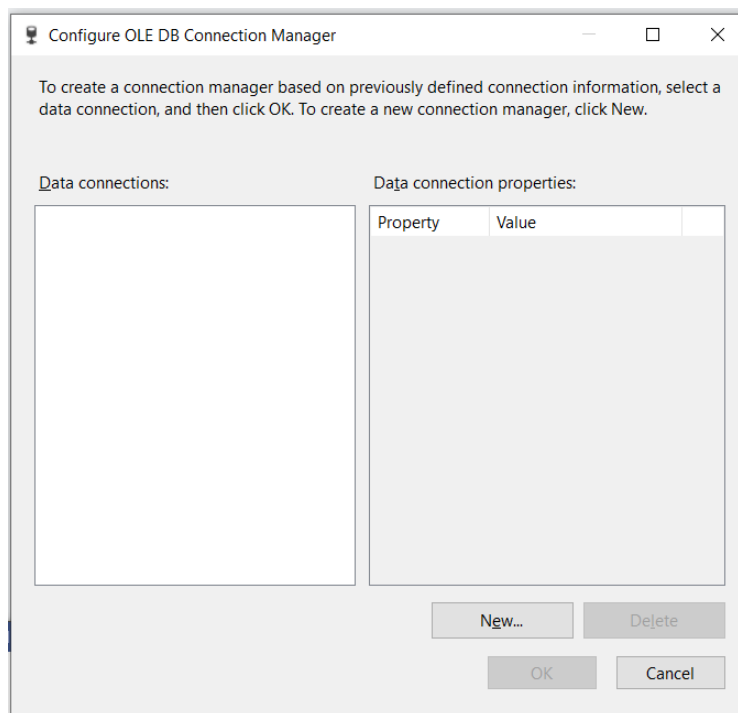 Configure OLE DB Connection Manager
To create a connection manager based on previously defined connection information, select a
data connection, and then click OK. To create a new connection manager, click New.
Data connections:
Data connection properties:
Property Value
New...
Delete
OK
Cancel